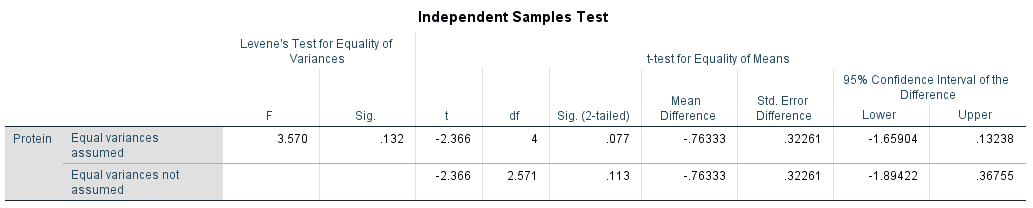 Independent Samples Test
Levene's Test for Equality of
Variances
t-test for Equality of Means
95% Confidence Interval of the
Difference
F Sig. t df Sig. (2-tailed) Mean Difference Std. Error Difference Lower Upper
Protein Equal variances assumed 3.570 .132 -2.366 4 .077 -.76333 .32261 -1.65904 .13238
Equal variances not assumed -2.366 2.571 .113 -.76333 .32261 -1.89422 .36755